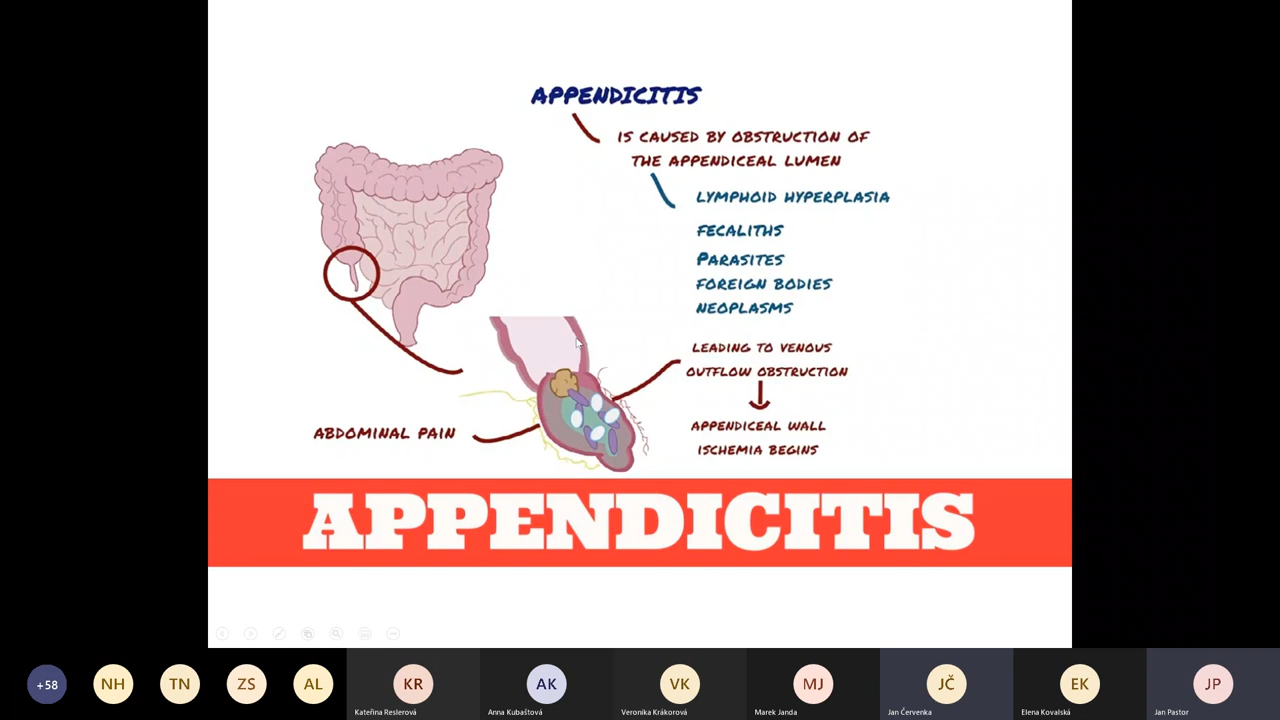 APPENDICITIS
IS CAUSED BY OBSTRUCTION OF
THE APPENDICEAL LUMEN
LYMPHOID HYPERPLASIA
FECALITHS
PARASITES
FOREIGN BODIES
NEOPLASMS
LEADING TO VENOUS
OUTFLOW OBSTRUCTION
APPENDICEAL WALL
ISCHEMIA BEGINS
ABDOMINAL PAIN
APPENDICITIS
+58 NH TN ZS AL KR AK VK MJ JČ EK JP
Kateřina Reslerová Anna Kubaštová Veronika Krákorová Marek Janda Jan Červenka Elena Kovalská Jan Pastor